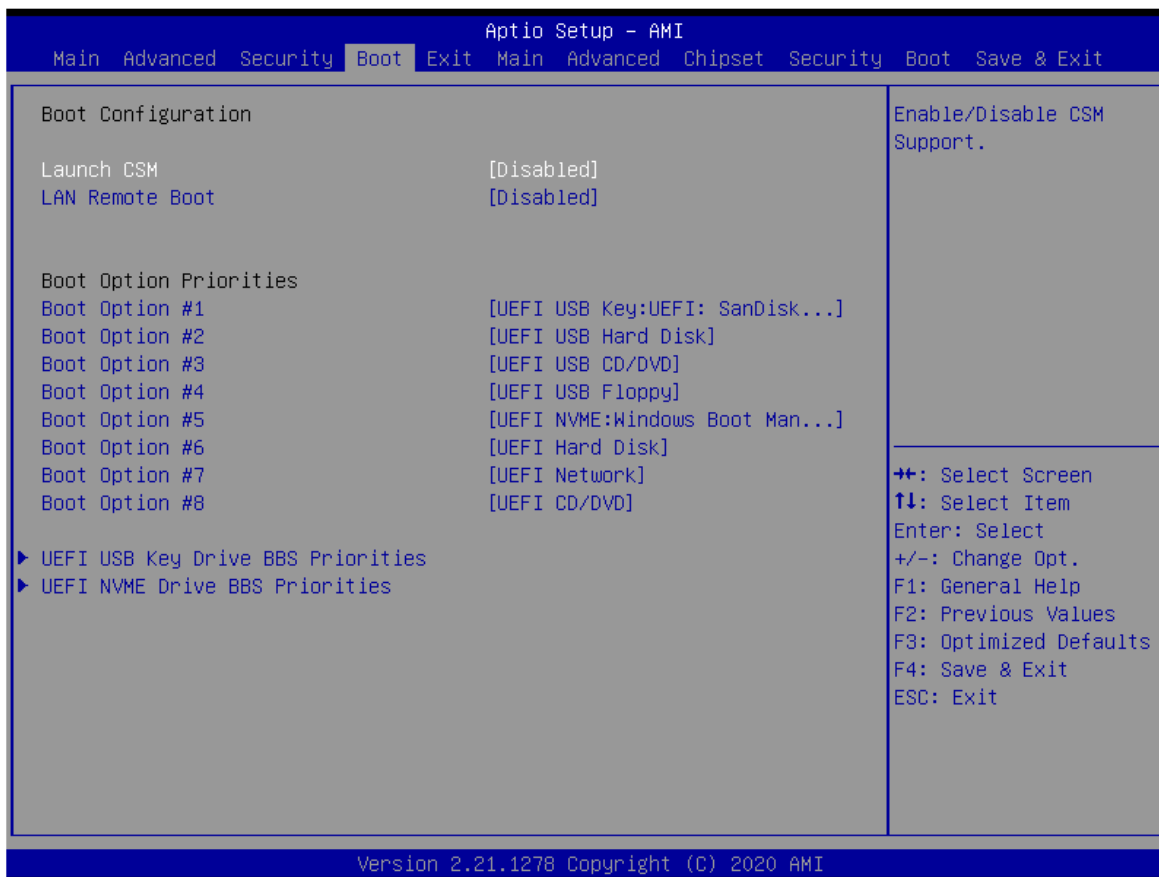 Aptio Setup – AMI
Main Advanced Security Boot Exit Main Advanced Chipset Security Boot Save & Exit
Boot Configuration
Launch CSM [Disabled]
LAN Remote Boot [Disabled]
Boot Option Priorities
Boot Option #1 [UEFI USB Key:UEFI: SanDisk...]
Boot Option #2 [UEFI USB Hard Disk]
Boot Option #3 [UEFI USB CD/DVD]
Boot Option #4 [UEFI USB Floppy]
Boot Option #5 [UEFI NVME:Windows Boot Man...]
Boot Option #6 [UEFI Hard Disk]
Boot Option #7 [UEFI Network]
Boot Option #8 [UEFI CD/DVD]
▶ UEFI USB Key Drive BBS Priorities
▶ UEFI NVME Drive BBS Priorities
Enable/Disable CSM
Support.
→←: Select Screen
↑↓: Select Item
Enter: Select
+/-: Change Opt.
F1: General Help
F2: Previous Values
F3: Optimized Defaults
F4: Save & Exit
ESC: Exit
Version 2.21.1278 Copyright (C) 2020 AMI